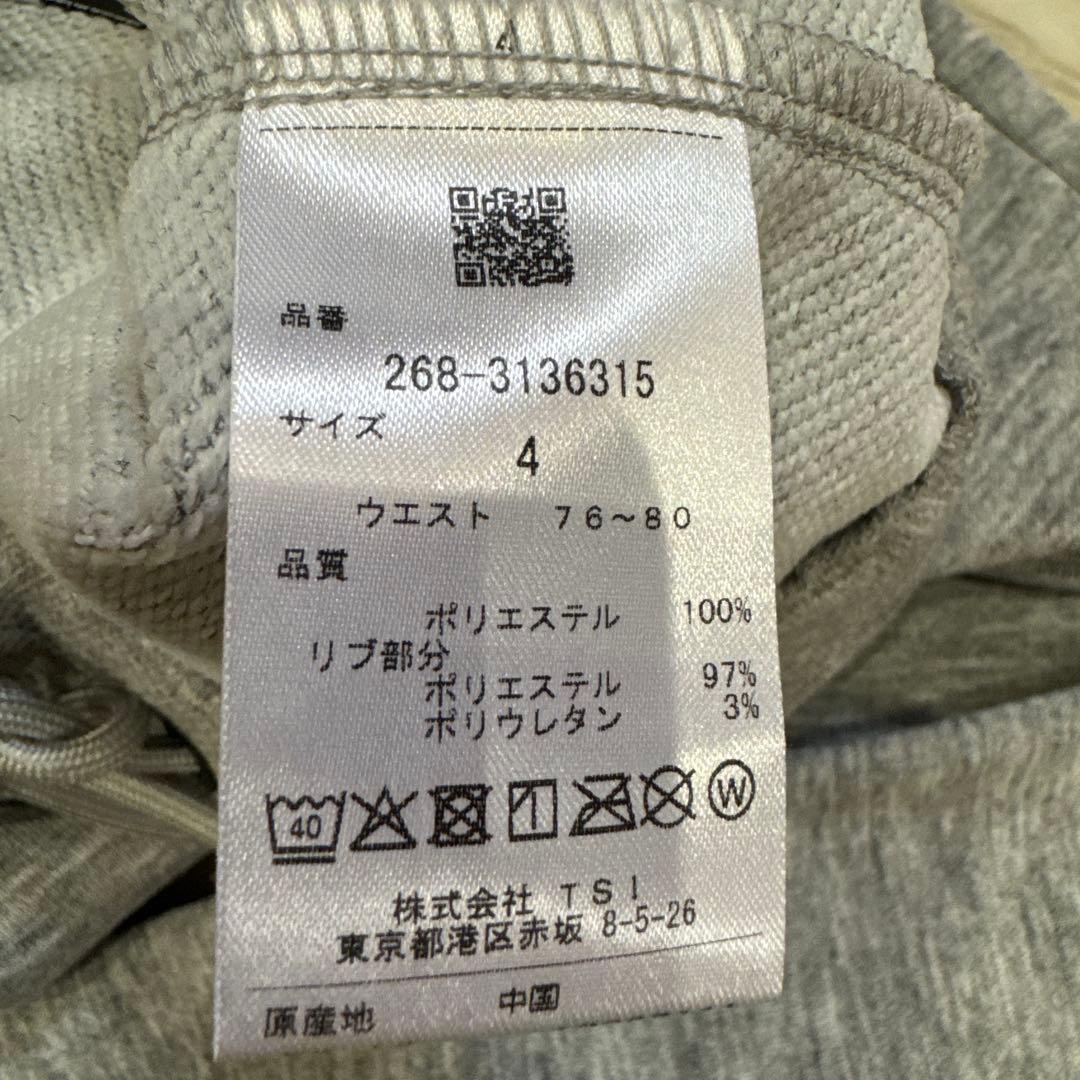 4
品番
268-3136315
サイズ
4
ウエスト 76~80
品質
ポリエステル 100%
リブ部分
ポリエステル 97%
ポリウレタン 3%
40 W
株式会社 TSI
東京都港区赤坂 8-5-26
原産地 中国